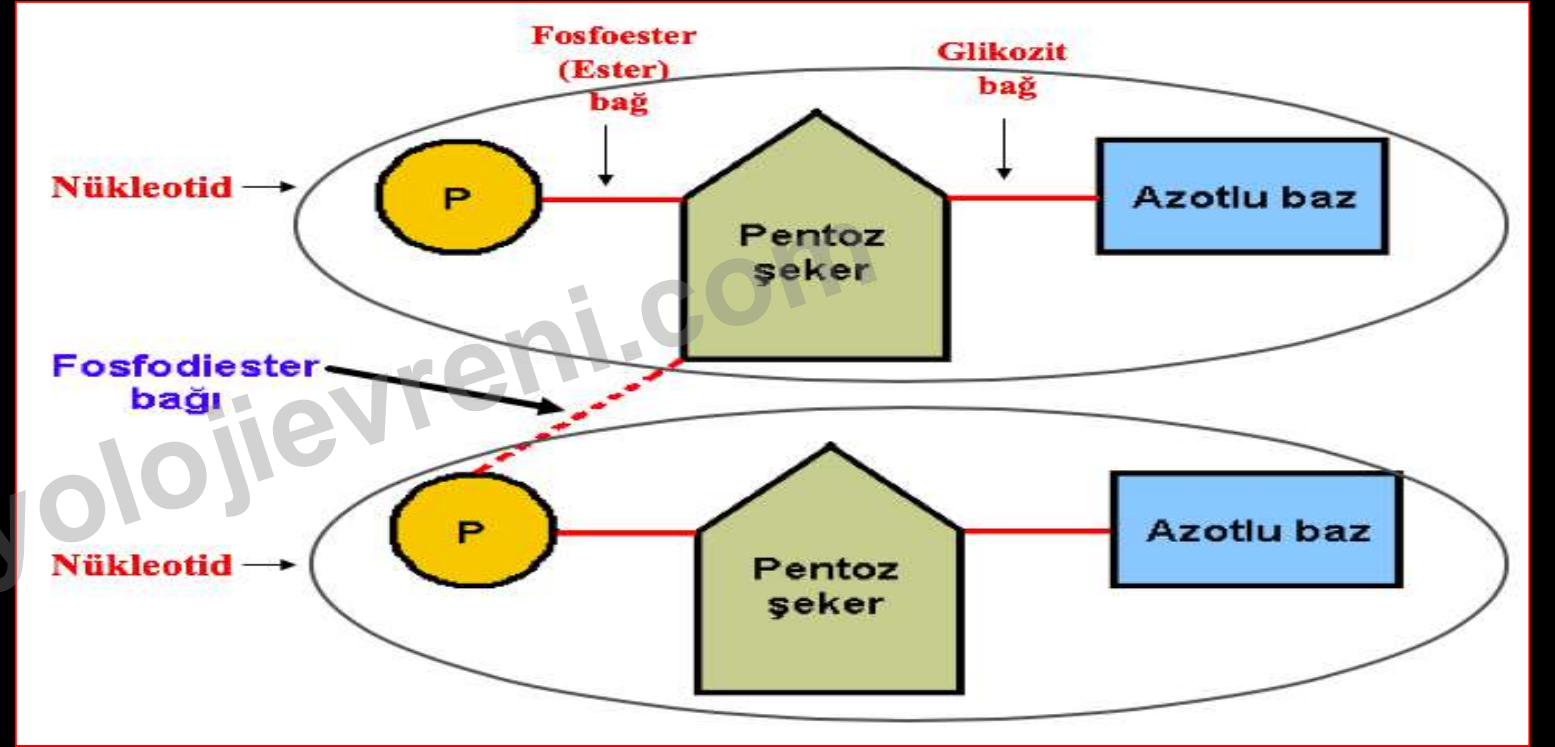 Fosfoester
(Ester)
bağ
Glikozit
bağ
Nükleotid
P
Pentoz
şeker
Azotlu baz
Fosfodiester
bağı
Nükleotid
P
Pentoz
şeker
Azotlu baz
yolojievreni.com